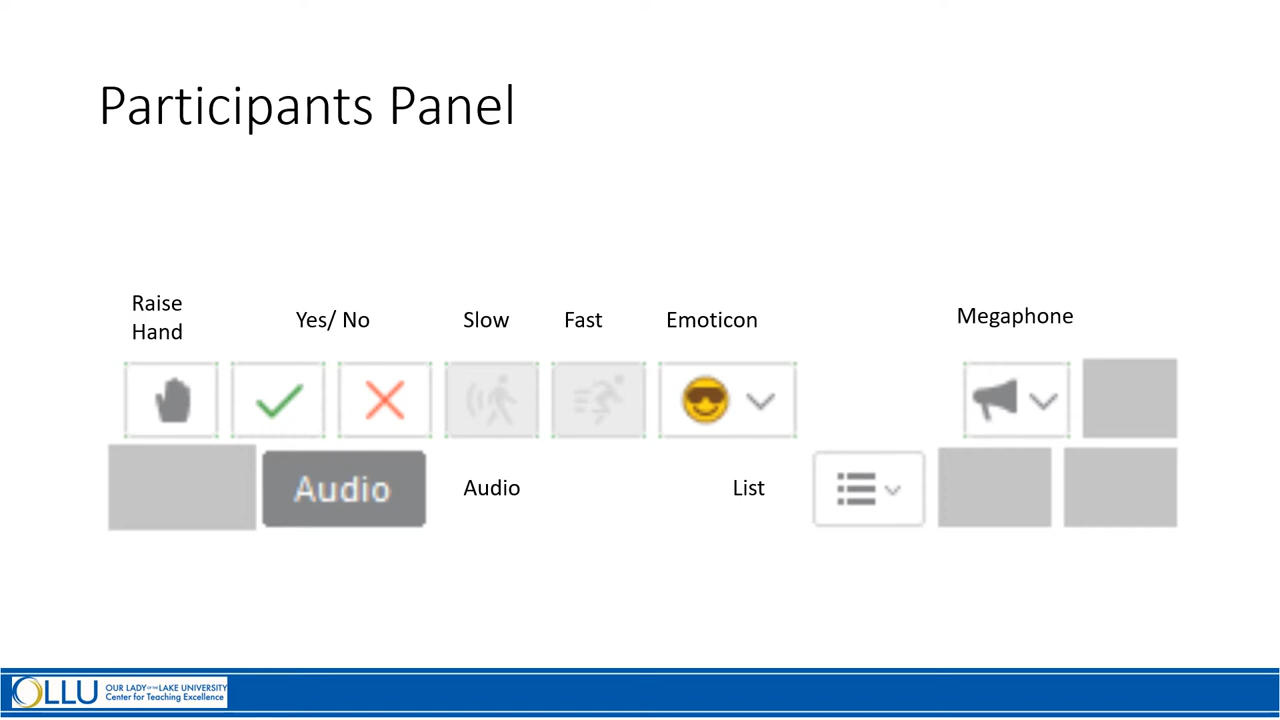 Participants Panel
Raise
Hand
Yes/ No
Slow
Fast
Emoticon
Megaphone
Audio
Audio
List
OLLU
OUR LADY OF THE LAKE UNIVERSITY
Center for Teaching Excellence